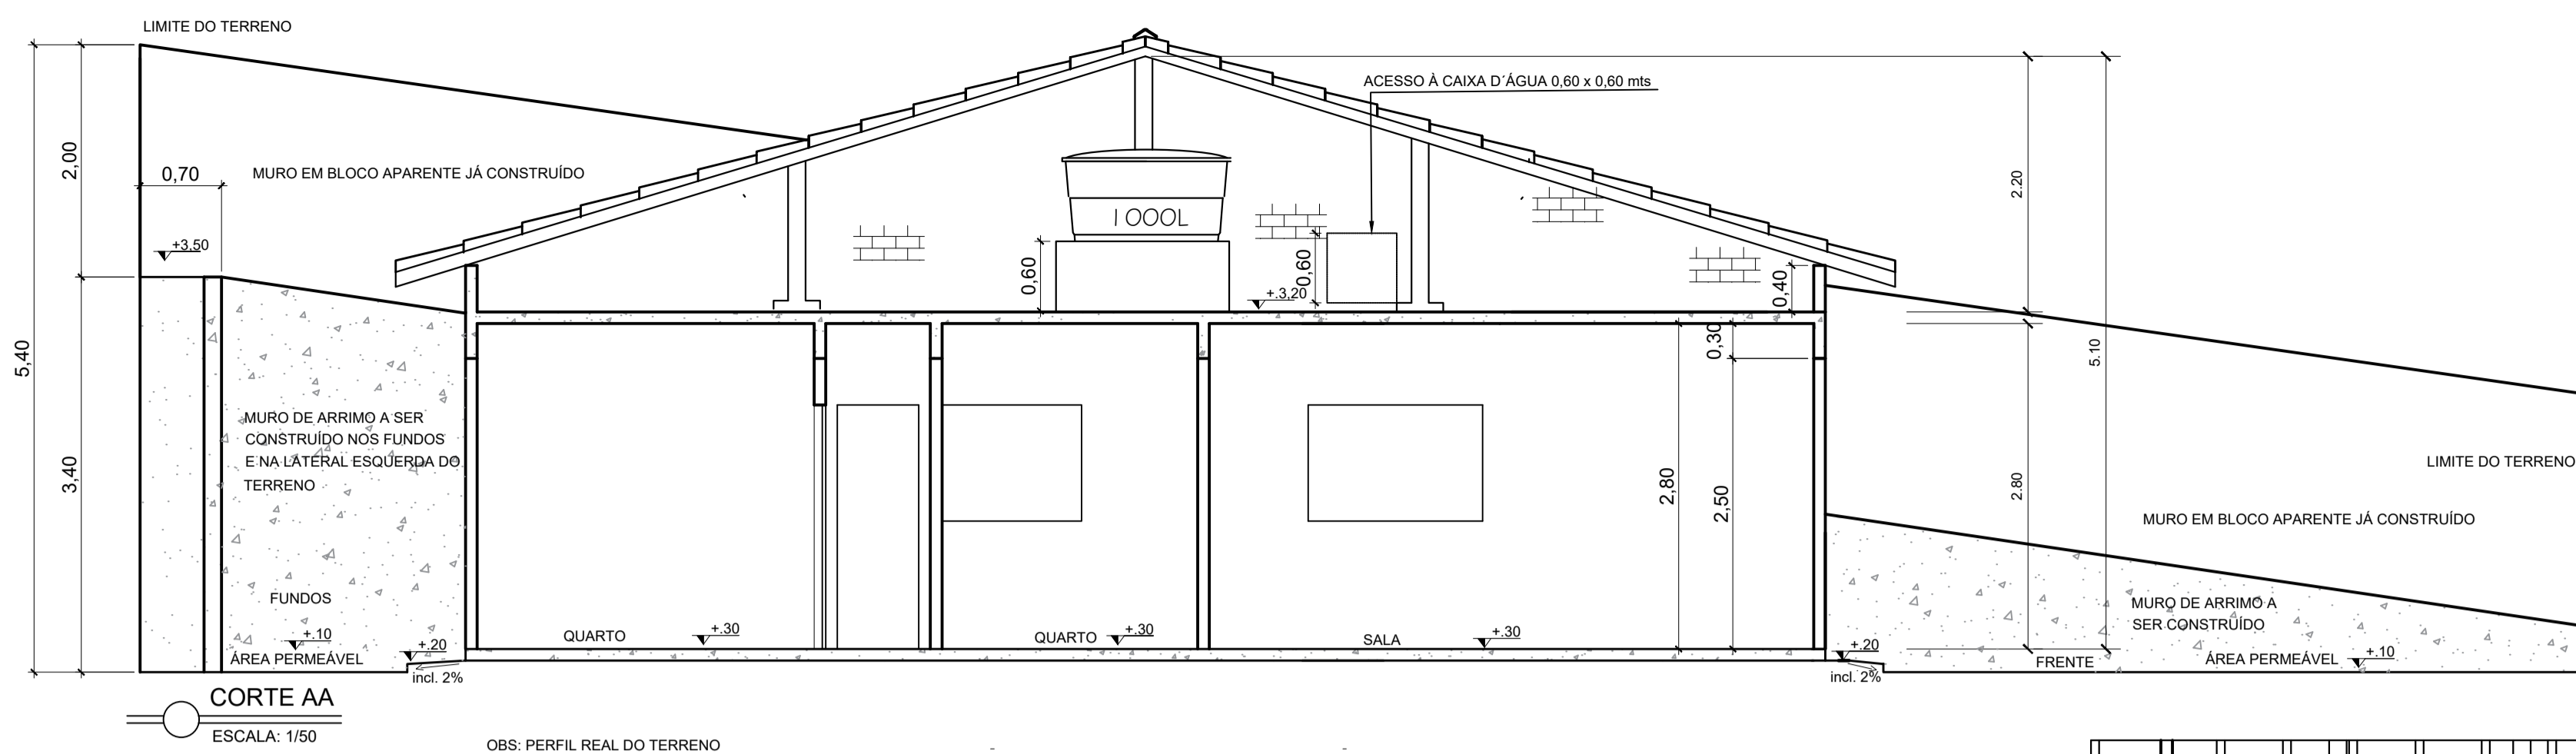 LIMITE DO TERRENO
ACESSO À CAIXA D´ÁGUA 0,60 x 0,60 mts
2,00
0,70
MURO EM BLOCO APARENTE JÁ CONSTRUÍDO
2.20
1000L
+3,50
0,60
0,60
+.3,20
0,40
5,40
0,30
5.10
MURO DE ARRIMO A SER
CONSTRUÍDO NOS FUNDOS
E NA LATERAL ESQUERDA DO
TERRENO
3,40
2,80
2,50
2.80
LIMITE DO TERRENO
MURO EM BLOCO APARENTE JÁ CONSTRUÍDO
FUNDOS
MURO DE ARRIMO A
SER CONSTRUÍDO
+.10
+.20
QUARTO
+.30
QUARTO
+.30
SALA
+.30
+.20
ÁREA PERMEÁVEL
FRENTE
ÁREA PERMEÁVEL
+.10
incl. 2%
incl. 2%
CORTE AA
ESCALA: 1/50
OBS: PERFIL REAL DO TERRENO